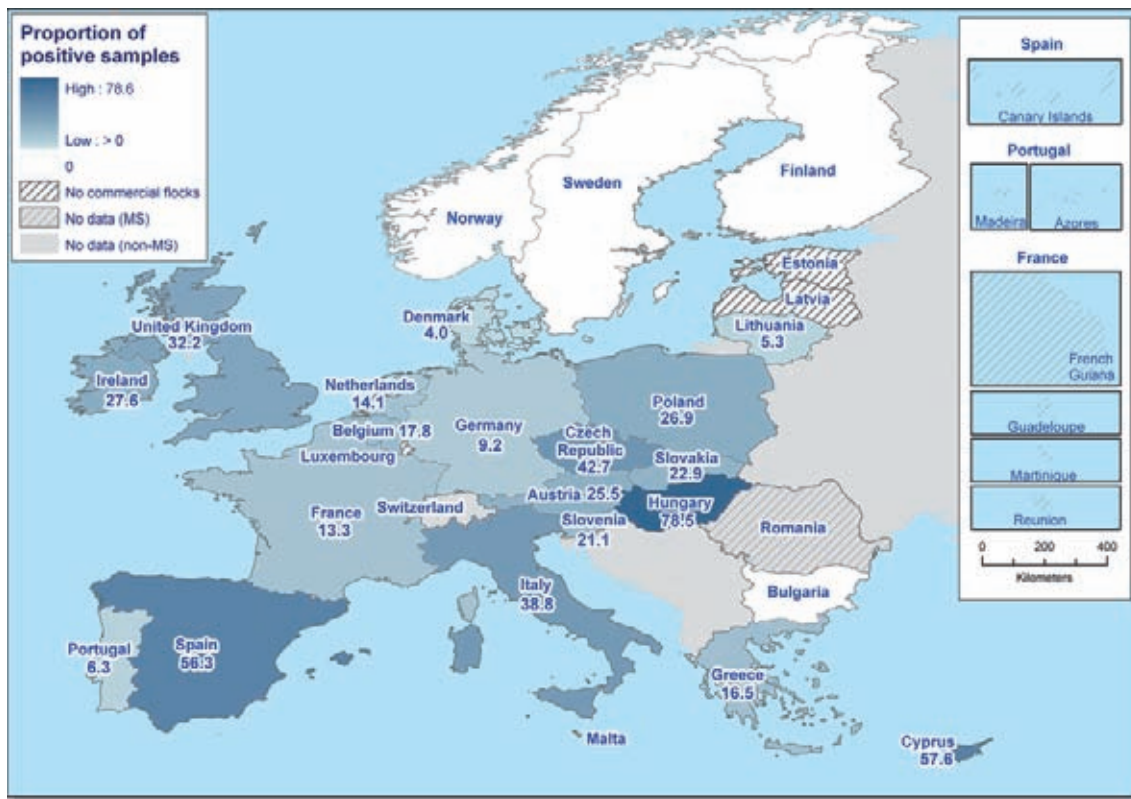 Proportion of
positive samples
High : 78.6
Low : > 0
0
No commercial flocks
No data (MS)
No data (non-MS)
Norway
Sweden
Finland
Estonia
Latvia
Lithuania
5.3
Denmark
4.0
United Kingdom
32.2
Ireland
27.6
Netherlands
14.1
Belgium 17.8
Luxembourg
Germany
9.2
Poland
26.9
Czech
Republic
42.7
Slovakia
22.9
Austria 25.5
Hungary
78.5
Slovenia
21.1
Switzerland
France
13.3
Romania
Bulgaria
Italy
38.8
Portugal
6.3
Spain
56.3
Greece
16.5
Malta
Cyprus
57.6
Spain
Canary Islands
Portugal
Madeira
Azores
France
French
Guiana
Guadeloupe
Martinique
Reunion
0 200 400
Kilometers